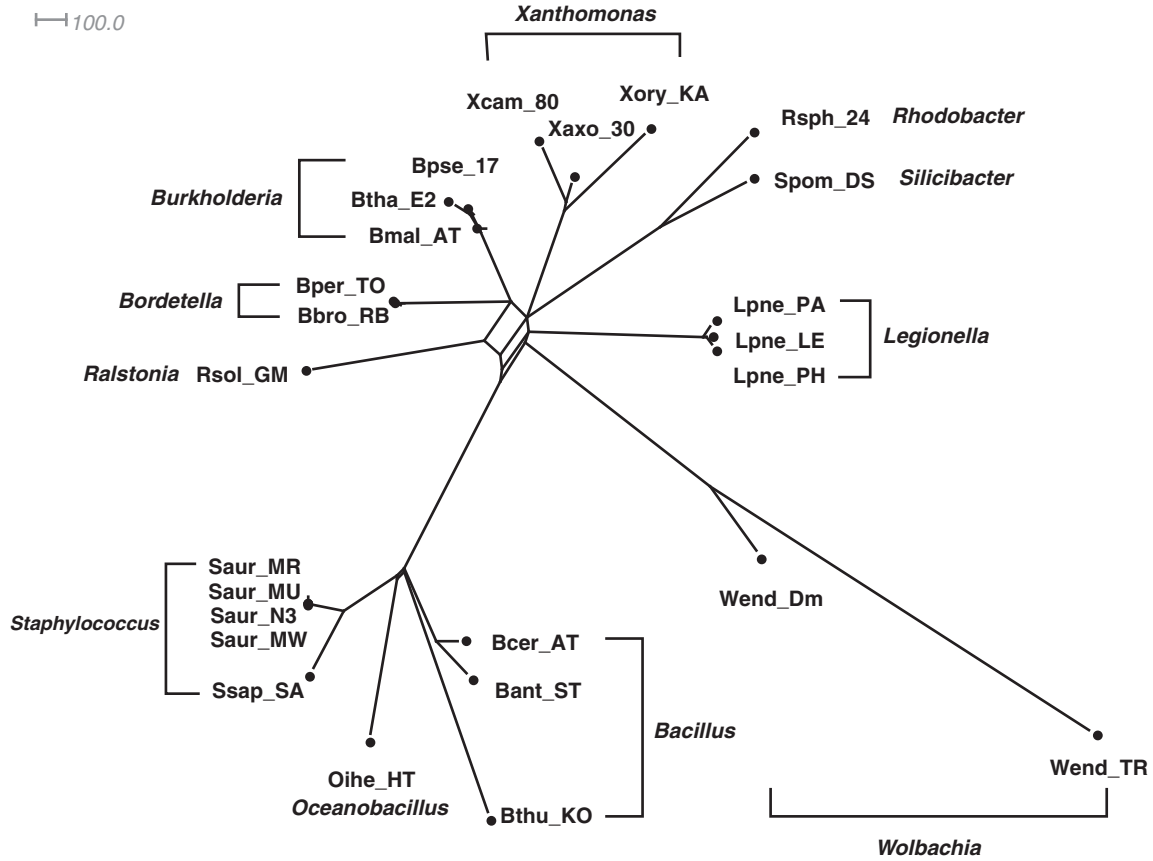 100.0
Xanthomonas
Xcam_80
Xory_KA
Xaxo_30
Rsph_24 Rhodobacter
Bpse_17
Spom_DS Silicibacter
Burkholderia
Btha_E2
Bmal_AT
Bper_TO
Bordetella
Bbro_RB
Lpne_PA
Lpne_LE
Legionella
Lpne_PH
Ralstonia Rsol_GM
Saur_MR
Saur_MU
Saur_N3
Staphylococcus
Saur_MW
Ssap_SA
Wend_Dm
Bcer_AT
Bant_ST
Bacillus
Oihe_HT
Oceanobacillus
Bthu_KO
Wend_TR
Wolbachia